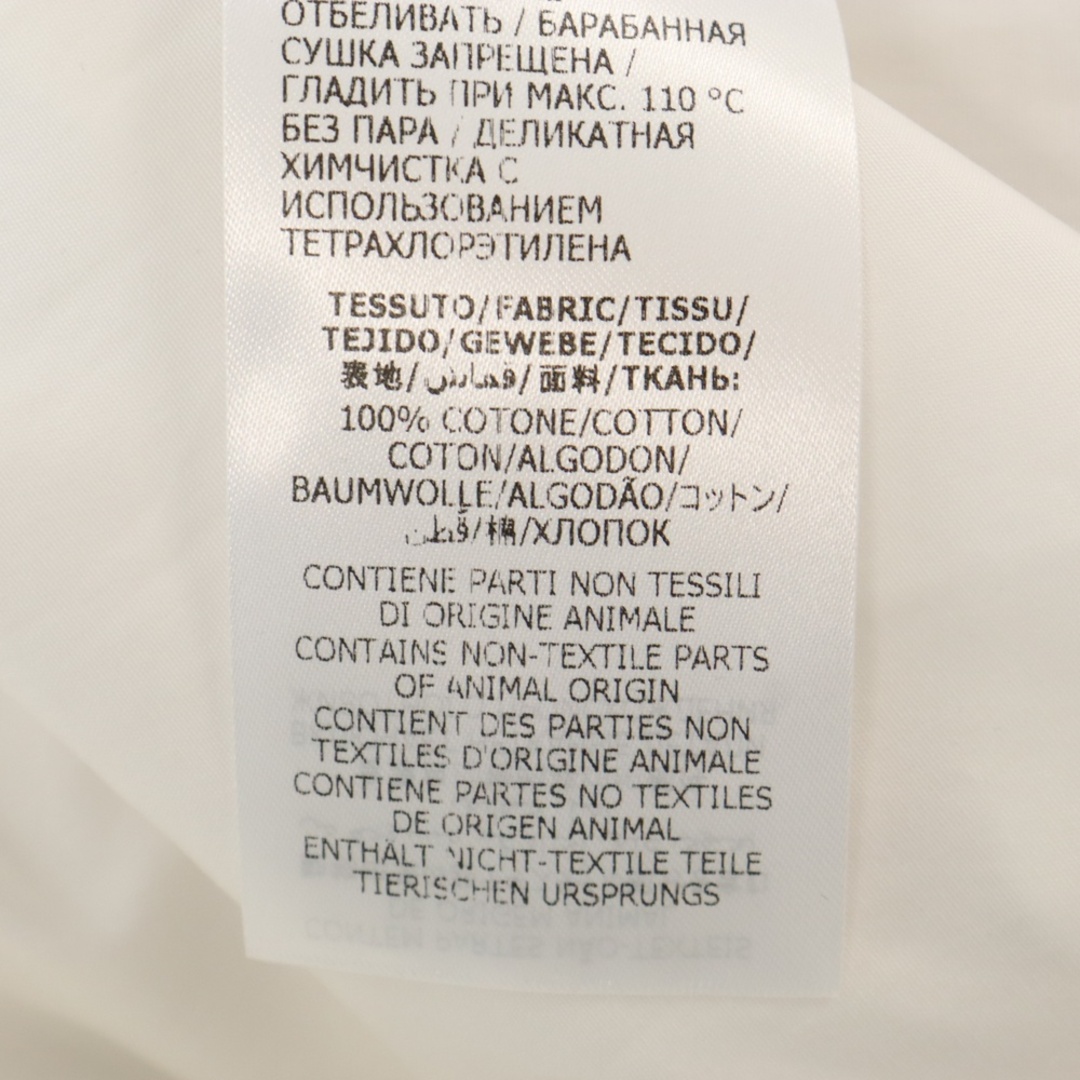 ОТБЕЛИВАТЬ / БАРАБАННАЯ
СУШКА ЗАПРЕЩЕНА /
ГЛАДИТЬ ПРИ МАКС. 110 °C
БЕЗ ПАРА / ДЕЛИКАТНАЯ
ХИМЧИСТКА С
ИСПОЛЬЗОВАНИЕМ
ТЕТРАХЛОРЭТИЛЕНА
TESSUTO/FABRIC/TISSU/
TEJIDO/GEWEBE/TECIDO/
表地/قماش/面料/ТКАНЬ:
100% COTONE/COTTON/
COTON/ALGODON/
BAUMWOLLE/ALGODÃO/コットン/
قطن/棉/ХЛОПОК
CONTIENE PARTI NON TESSILI
DI ORIGINE ANIMALE
CONTAINS NON-TEXTILE PARTS
OF ANIMAL ORIGIN
CONTIENT DES PARTIES NON
TEXTILES D'ORIGINE ANIMALE
CONTIENE PARTES NO TEXTILES
DE ORIGEN ANIMAL
ENTHÄLT NICHT-TEXTILE TEILE
TIERISCHEN URSPRUNGS